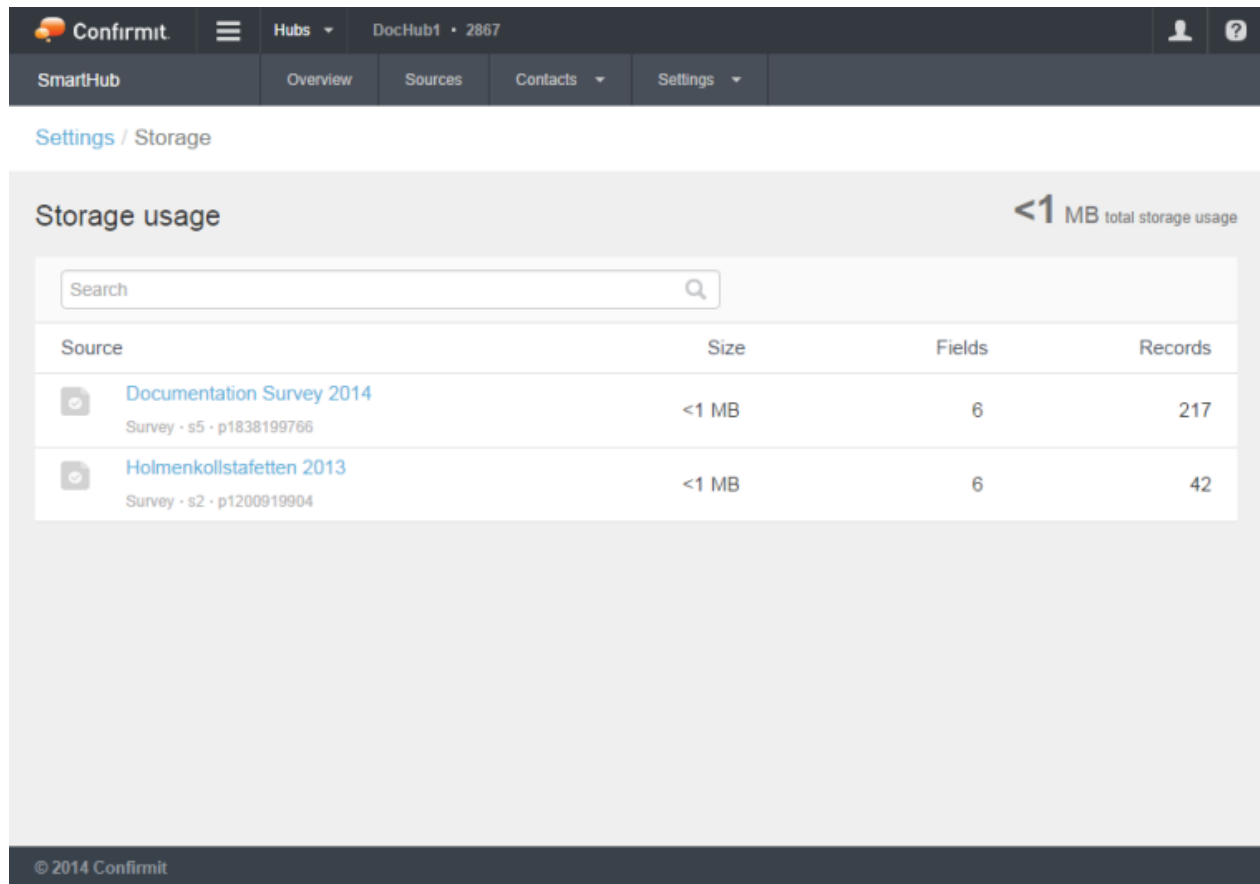 Confirmit. Hubs DocHub1 • 2867
SmartHub Overview Sources Contacts Settings
Settings / Storage
Storage usage <1 MB total storage usage
Search
Source Size Fields Records
Documentation Survey 2014 <1 MB 6 217
Survey · s5 · p1838199766
Holmenkollstafetten 2013 <1 MB 6 42
Survey · s2 · p1200919904
© 2014 Confirmit